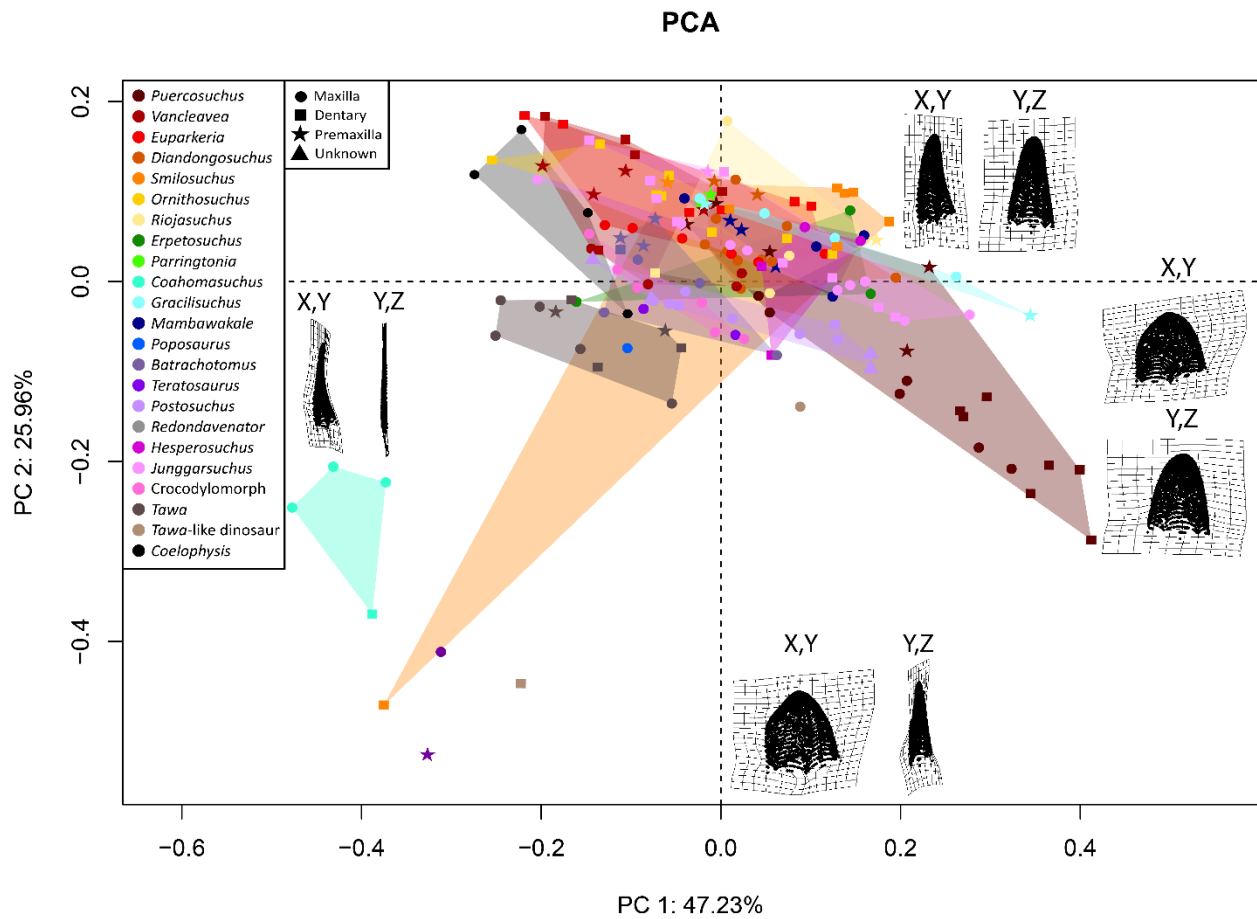 PCA
Puercosuchus
Vancleavea
Euparkeria
Diandongosuchus
Smilosuchus
Ornithosuchus
Riojasuchus
Erpetosuchus
Parringtonia
Coahomasuchus
Gracilisuchus
Mambawakale
Poposaurus
Batrachotomus
Teratosaurus
Postosuchus
Redondavenator
Hesperosuchus
Junggarsuchus
Crocodylomorph
Tawa
Tawa-like dinosaur
Coelophysis
Maxilla
Dentary
Premaxilla
Unknown
X,Y Y,Z
X,Y
Y,Z
X,Y Y,Z
X,Y Y,Z
0.2
0.0
−0.2
−0.4
PC 2: 25.96%
−0.6 −0.4 −0.2 0.0 0.2 0.4
PC 1: 47.23%